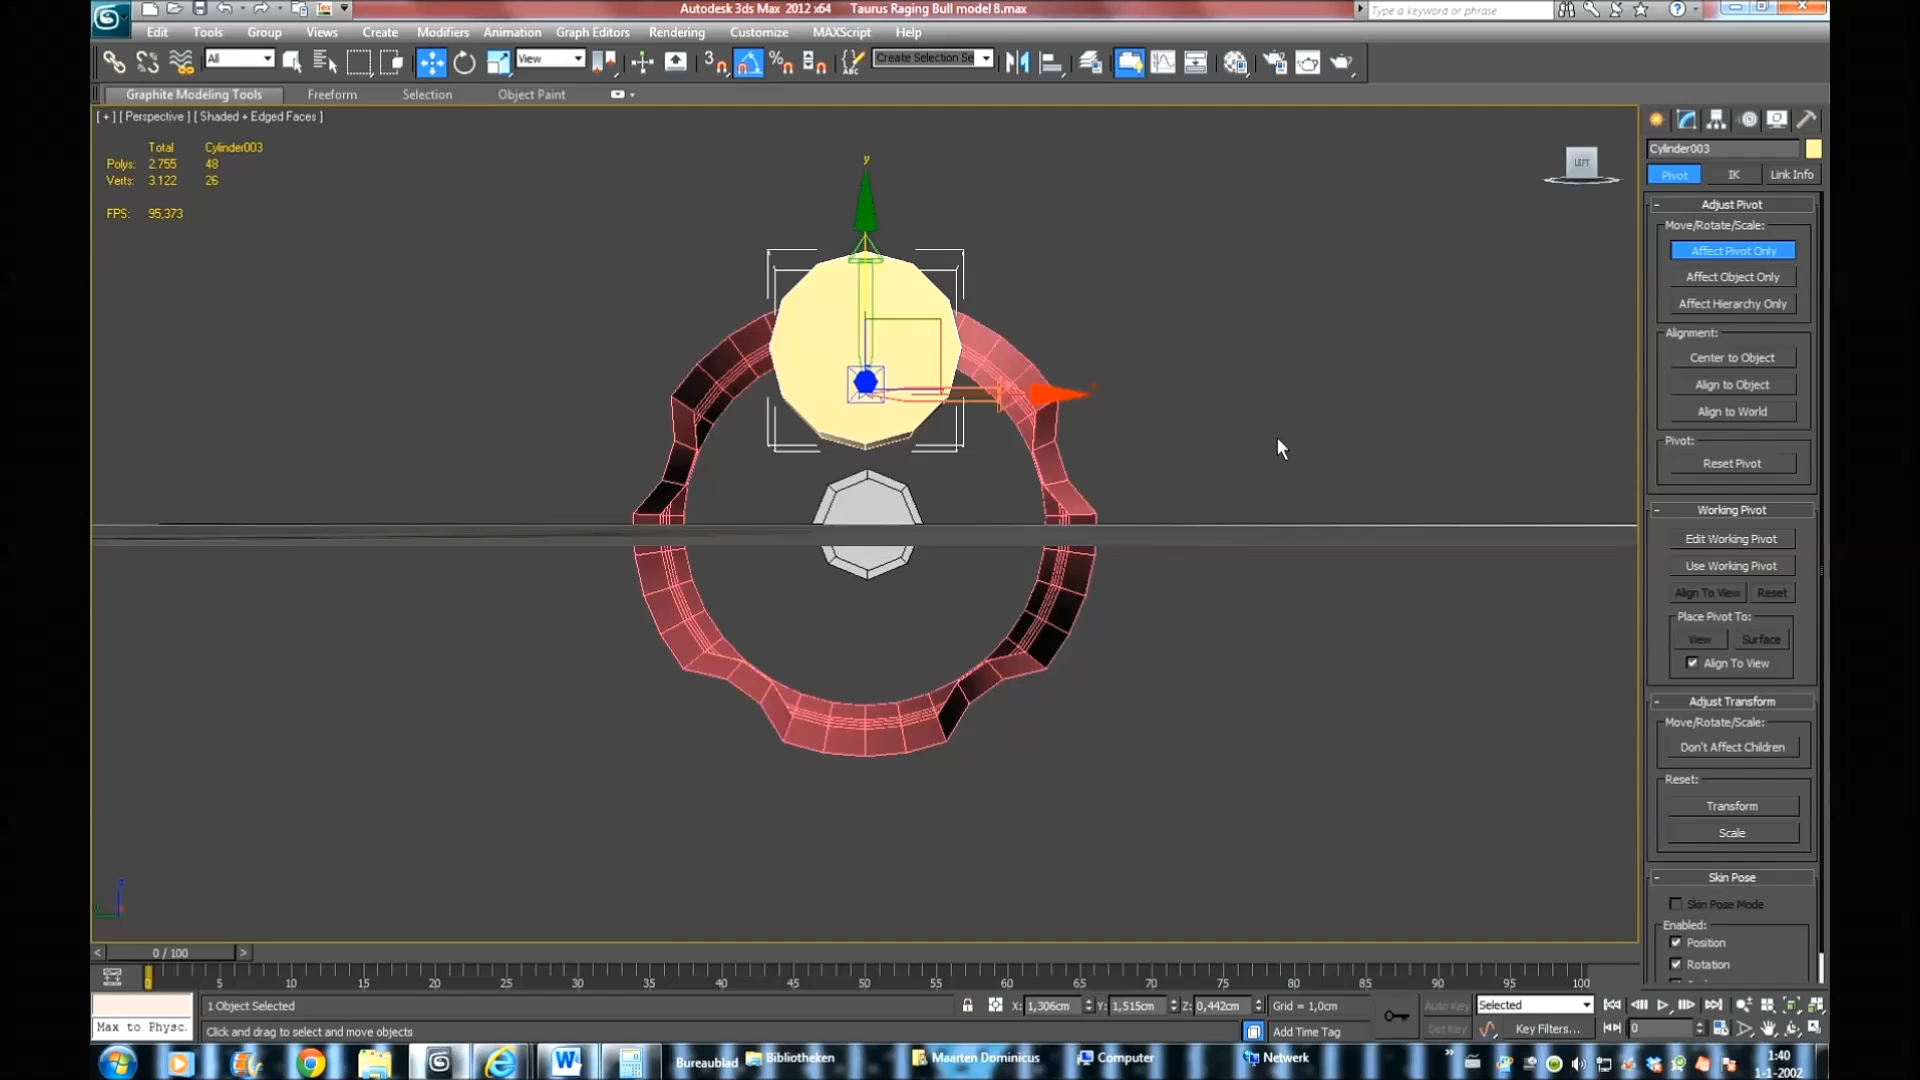 Autodesk 3ds Max 2012 x64 Taurus Raging Bull model 8.max
Type a keyword or phrase
Edit Tools Group Views Create Modifiers Animation Graph Editors Rendering Customize MAXScript Help
All View Create Selection Se
Graphite Modeling Tools Freeform Selection Object Paint
[ + ] [ Perspective ] [ Shaded + Edged Faces ]
Total Cylinder003
Polys: 2.755 48
Verts: 3.122 26
FPS: 95,373
y
LEFT
Cylinder003
Pivot IK Link Info
- Adjust Pivot
Move/Rotate/Scale:
Affect Pivot Only
Affect Object Only
Affect Hierarchy Only
Alignment:
Center to Object
Align to Object
Align to World
Pivot:
Reset Pivot
- Working Pivot
Edit Working Pivot
Use Working Pivot
Align To View Reset
Place Pivot To:
View Surface
Align To View
- Adjust Transform
Move/Rotate/Scale:
Don't Affect Children
Reset:
Transform
Scale
- Skin Pose
Skin Pose Mode
Enabled:
Position
Rotation
< 0 / 100 >
0 5 10 15 20 25 30 35 40 45 50 55 60 65 70 75 80 85 90 95 100
1 Object Selected X: 1,306cm Y: 1,515cm Z: 0,442cm Grid = 1,0cm Auto Key Selected
Max to Physc. Click and drag to select and move objects Add Time Tag Set Key Key Filters... 0
Bureaublad Bibliotheken Maarten Dominicus Computer Netwerk » 1:40
1-1-2002